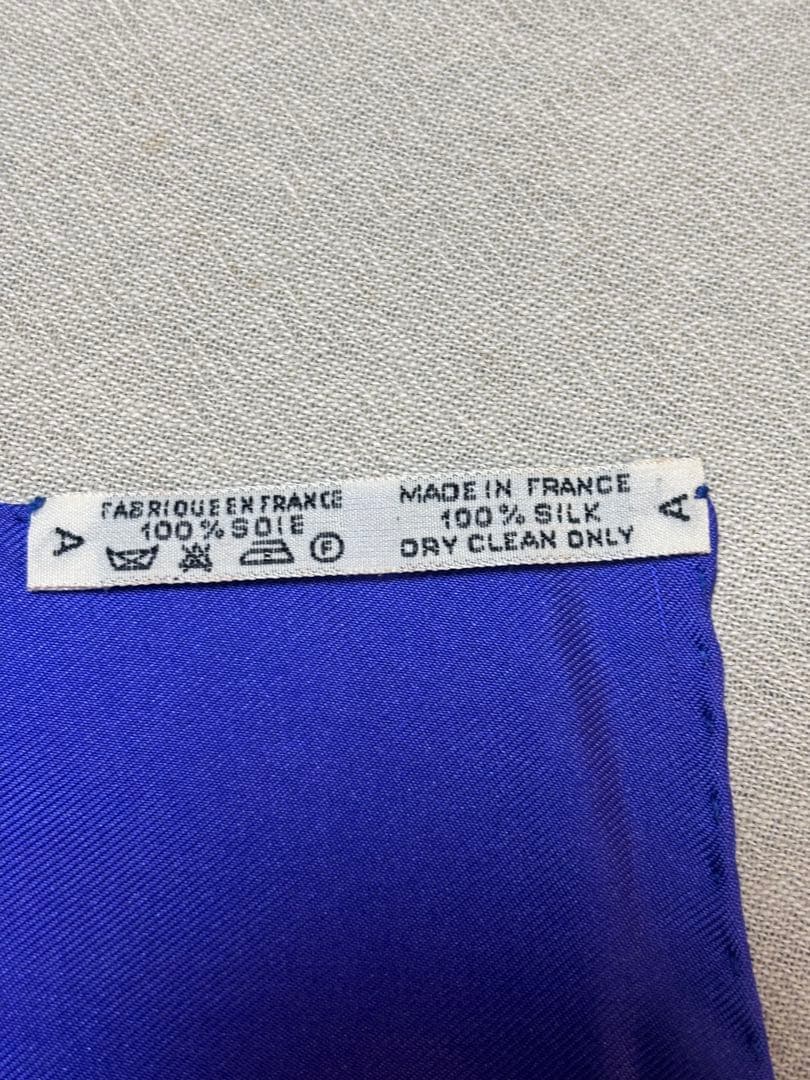 A
FABRIQUE EN FRANCE
100% SOIE
F
MADE IN FRANCE
100% SILK
DRY CLEAN ONLY
A